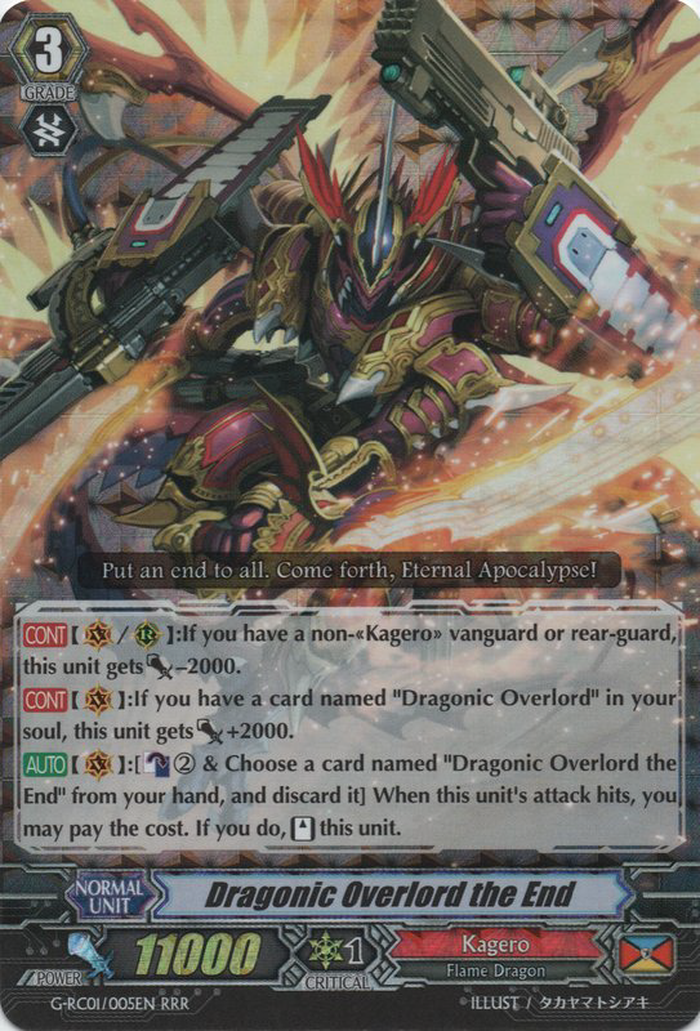 3
GRADE
Put an end to all. Come forth, Eternal Apocalypse!
CONT【V/R】:If you have a non-«Kagero» vanguard or rear-guard,
this unit gets -2000.
CONT【V】:If you have a card named "Dragonic Overlord" in your
soul, this unit gets +2000.
AUTO【V】:[② & Choose a card named "Dragonic Overlord the
End" from your hand, and discard it] When this unit's attack hits, you
may pay the cost. If you do, this unit.
NORMAL
UNIT
Dragonic Overlord the End
POWER
11000
1
CRITICAL
Kagero
Flame Dragon
G-RC01/005EN RRR
ILLUST / タカヤマトシアキ